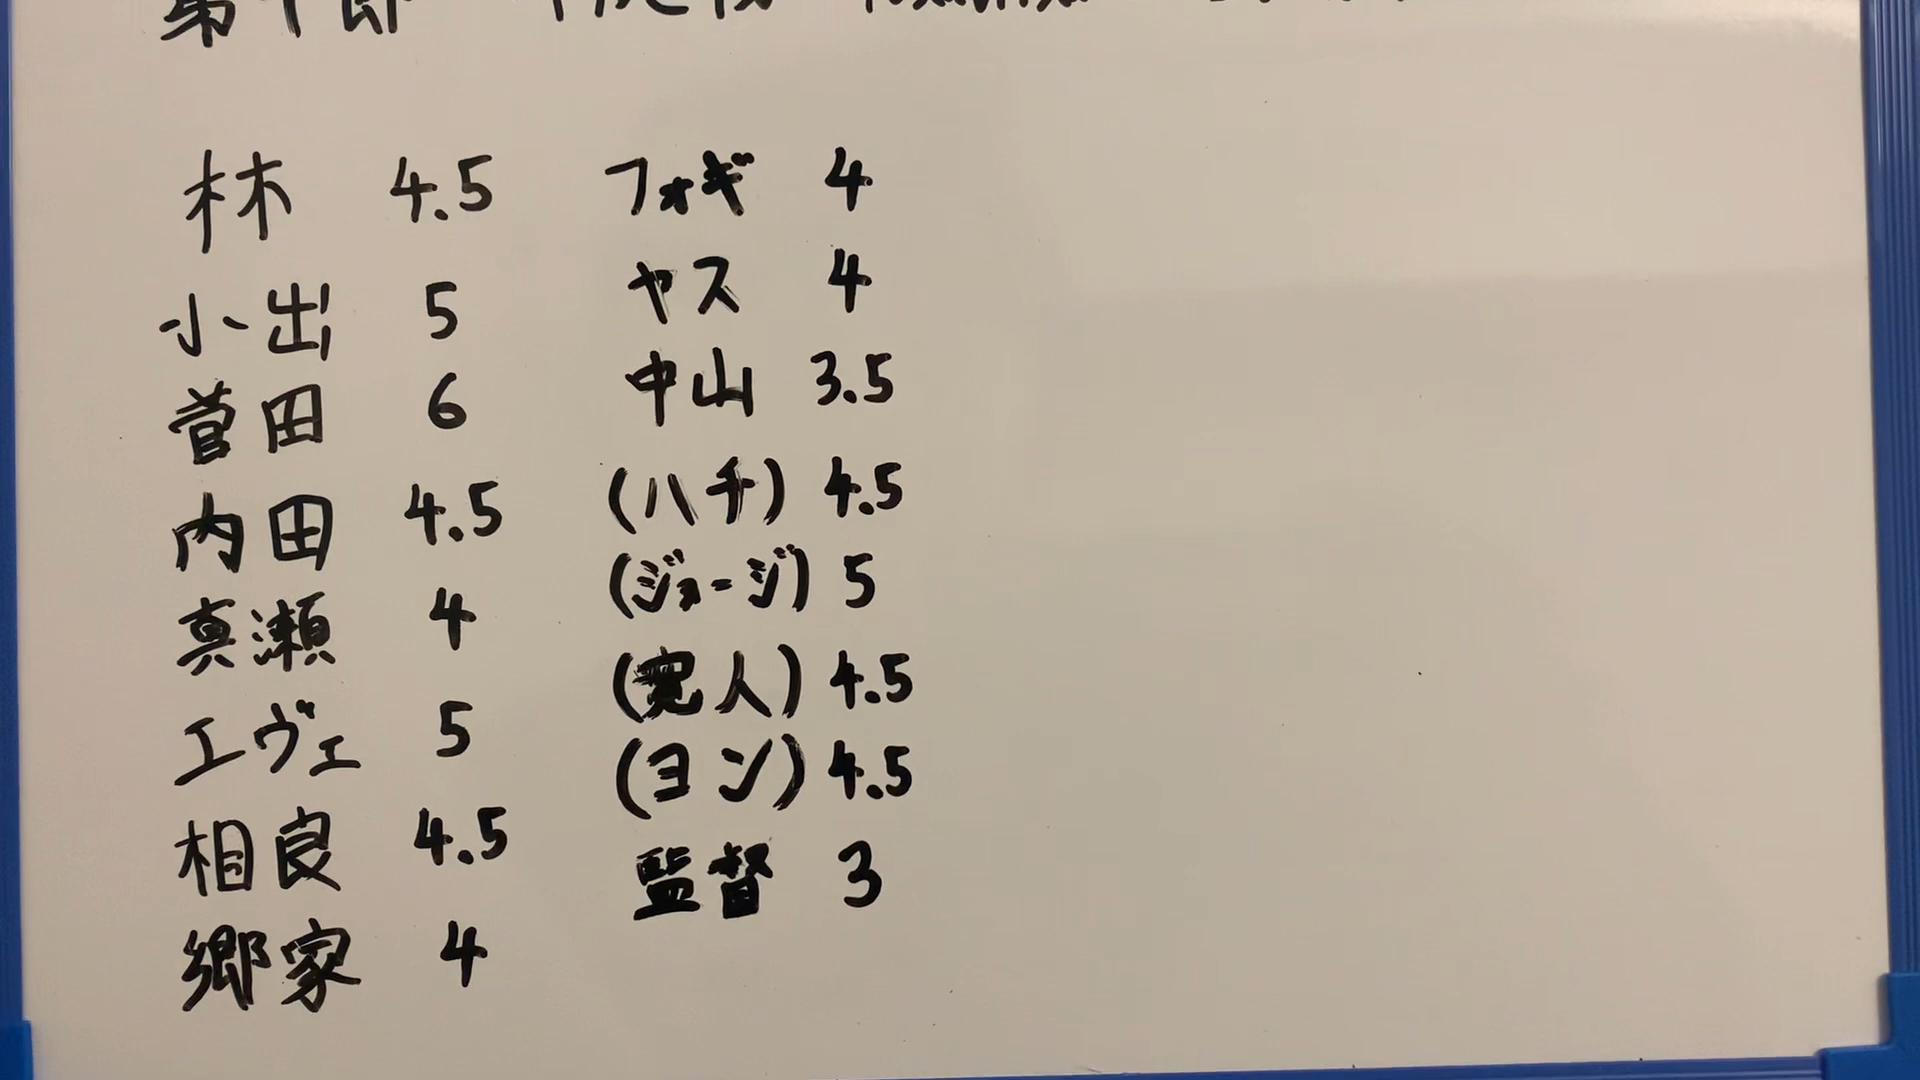 第十節
林 4.5
小出 5
菅田 6
内田 4.5
真瀬 4
エヴェ 5
相良 4.5
郷家 4
フォギ 4
ヤス 4
中山 3.5
(ハチ) 4.5
(ジョージ) 5
(寛人) 4.5
(ヨン) 4.5
監督 3